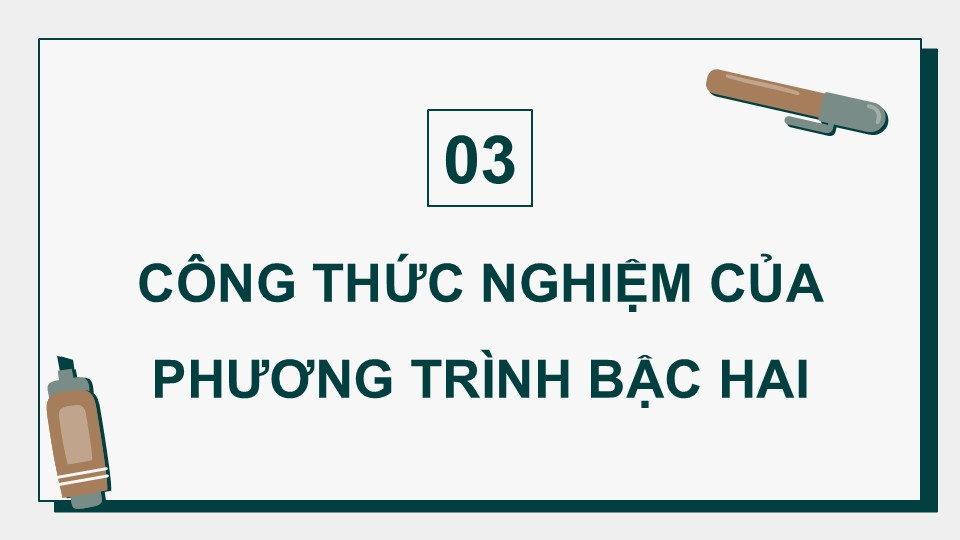 03
CÔNG THỨC NGHIỆM CỦA
PHƯƠNG TRÌNH BẬC HAI